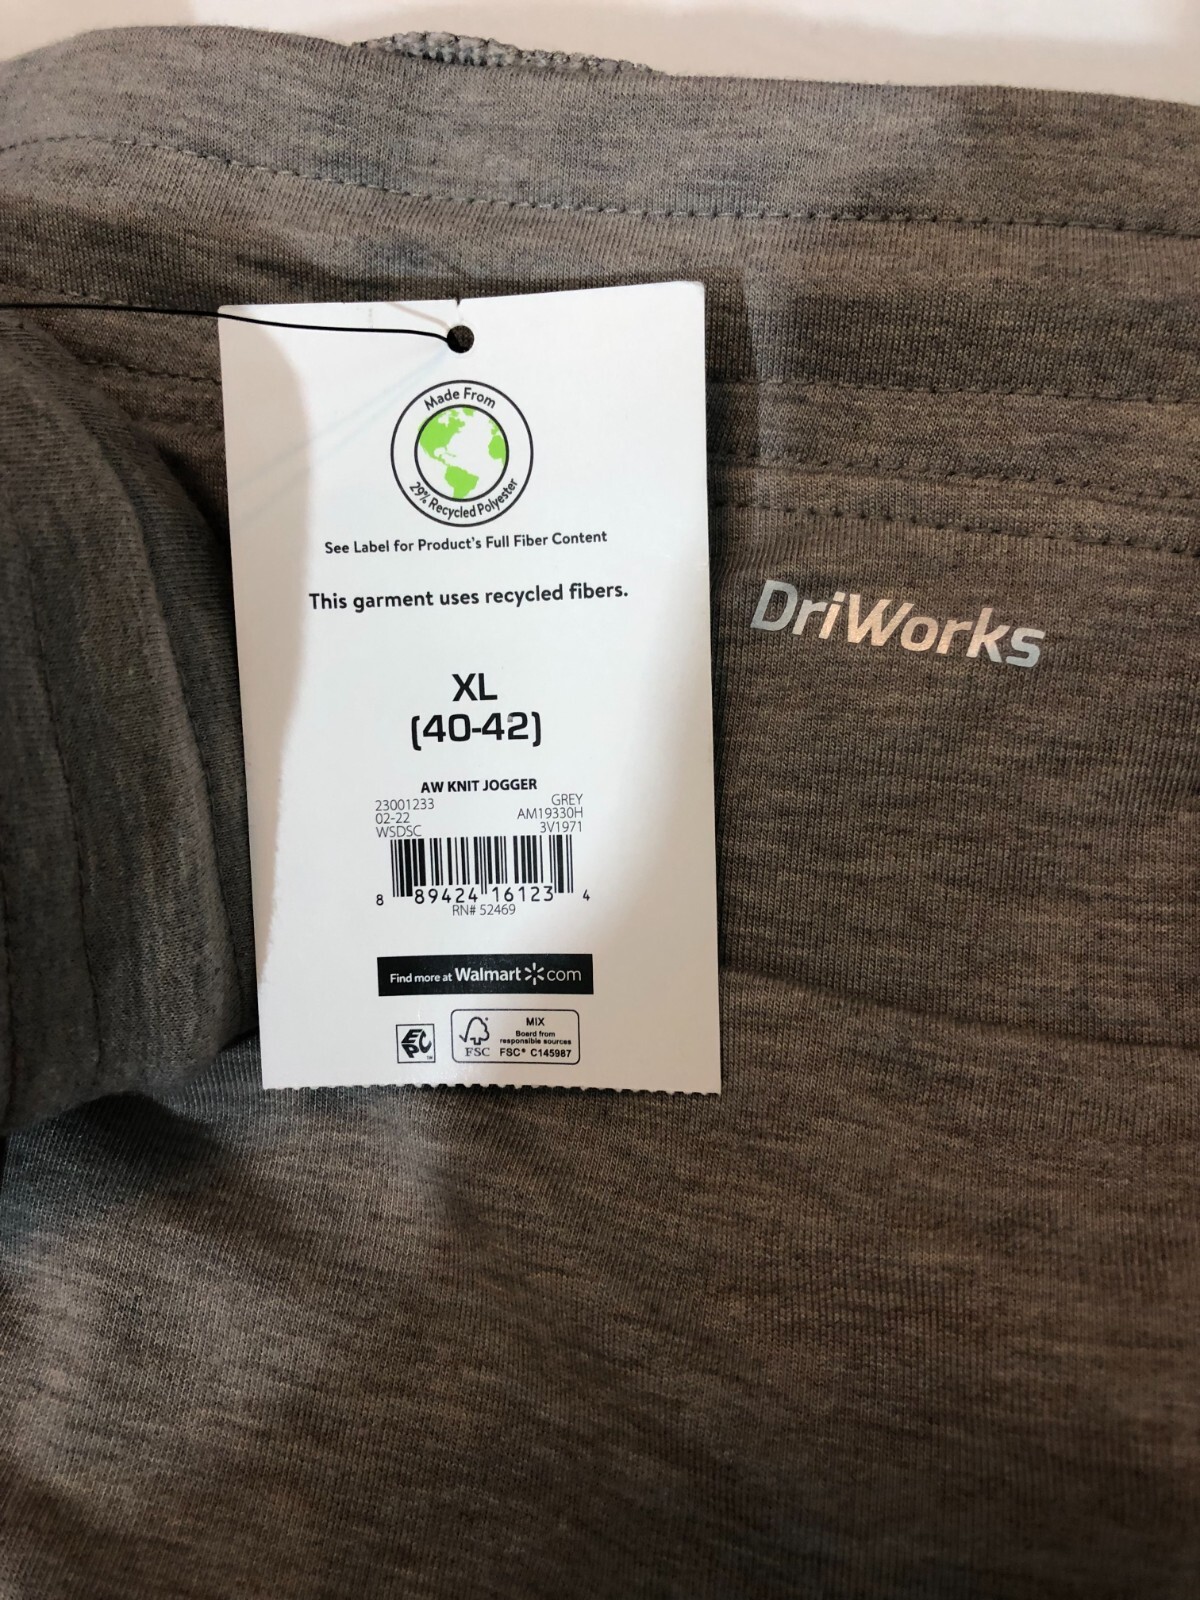 Made From
29% Recycled Polyester
See Label for Product's Full Fiber Content
This garment uses recycled fibers.
DriWorks
XL
(40-42)
AW KNIT JOGGER
23001233 GREY
02-22 AM19330H
WSDSC 3V1971
8 89424 16123 4
RN# 52469
Find more at Walmart com
EPC TM
FSC
MIX
Board from
responsible sources
FSC® C145987